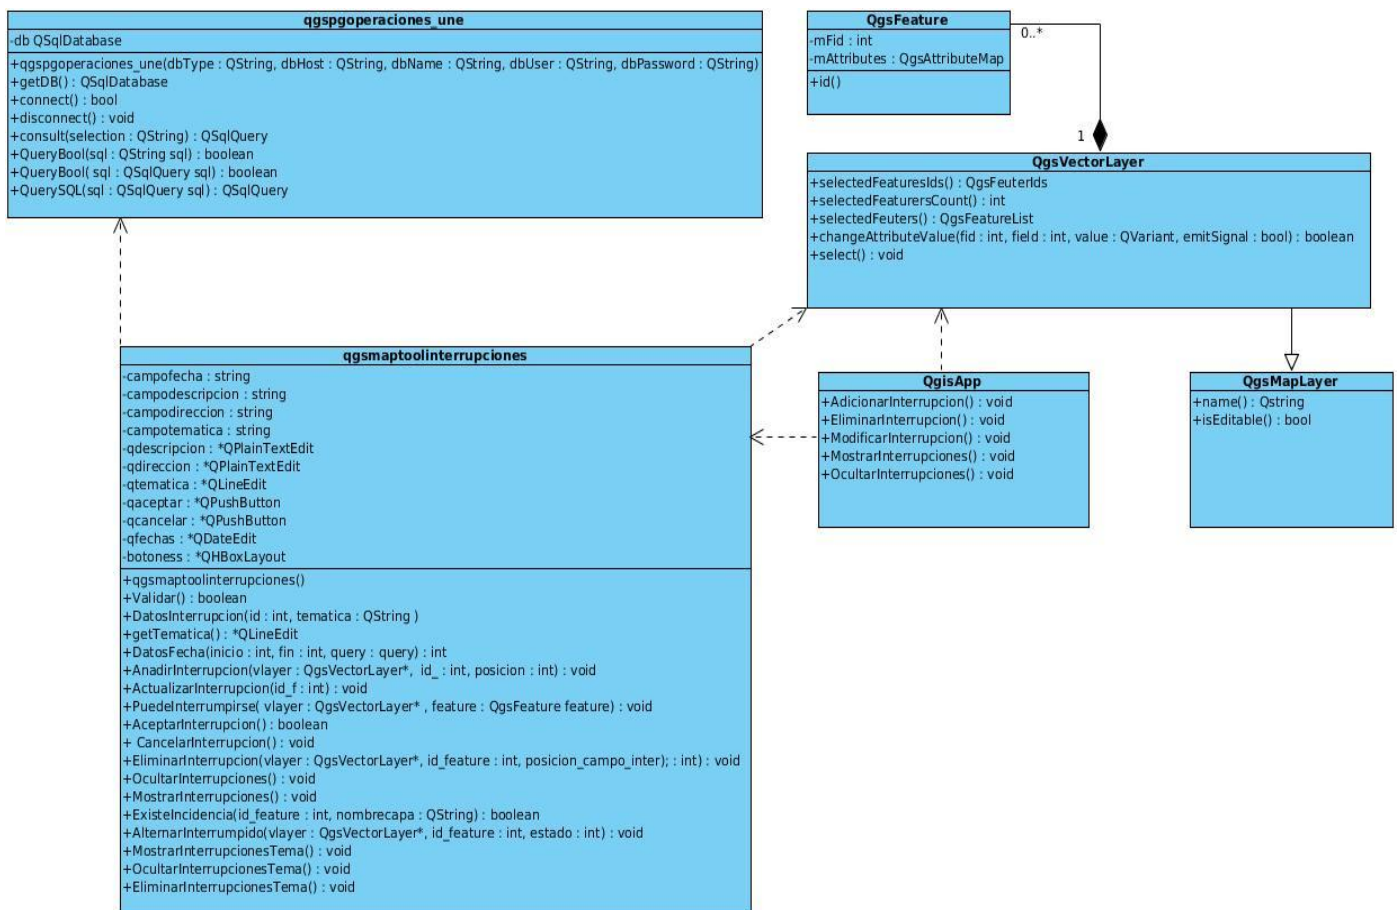 qgspgoperaciones_une
-db QSqlDatabase
+qgspgoperaciones_une(dbType : QString, dbHost : QString, dbName : QString, dbUser : QString, dbPassword : QString)
+getDB() : QSqlDatabase
+connect() : bool
+disconnect() : void
+consult(selection : QString) : QSqlQuery
+QueryBool(sql : QString sql) : boolean
+QueryBool( sql : QSqlQuery sql) : boolean
+QuerySQL(sql : QSqlQuery sql) : QSqlQuery
QgsFeature
-mFid : int
-mAttributes : QgsAttributeMap
+id()
0..*
1
QgsVectorLayer
+selectedFeaturesIds() : QgsFeuterIds
+selectedFeaturersCount() : int
+selectedFeuters() : QgsFeatureList
+changeAttributeValue(fid : int, field : int, value : QVariant, emitSignal : bool) : boolean
+select() : void
qgsmaptoolinterrupciones
-campofecha : string
-campodescripcion : string
-campodireccion : string
-campotematica : string
-qdescripcion : *QPlainTextEdit
-qdireccion : *QPlainTextEdit
-qtematica : *QLineEdit
-qaceptar : *QPushButton
-qcancelar : *QPushButton
-qfechas : *QDateEdit
-botoness : *QHBoxLayout
+qgsmaptoolinterrupciones()
+Validar() : boolean
+DatosInterrupcion(id : int, tematica : QString )
+getTematica() : *QLineEdit
+DatosFecha(inicio : int, fin : int, query : query) : int
+AnadirInterrupcion(vlayer : QgsVectorLayer*, id_ : int, posicion : int) : void
+ActualizarInterrupcion(id_f : int) : void
+PuedeInterrumpirse( vlayer : QgsVectorLayer* , feature : QgsFeature feature) : void
+AceptarInterrupcion() : boolean
+ CancelarInterrupcion() : void
+EliminarInterrupcion(vlayer : QgsVectorLayer*, id_feature : int, posicion_campo_inter); : int) : void
+OcultarInterrupciones() : void
+MostrarInterrupciones() : void
+ExisteIncidencia(id_feature : int, nombrecapa : QString) : boolean
+AlternarInterrumpido(vlayer : QgsVectorLayer*, id_feature : int, estado : int) : void
+MostrarInterrupcionesTema() : void
+OcultarInterrupcionesTema() : void
+EliminarInterrupcionesTema() : void
QgisApp
+AdicionarInterrupcion() : void
+EliminarInterrupcion() : void
+ModificarInterrupcion() : void
+MostrarInterrupciones() : void
+OcultarInterrupciones() : void
QgsMapLayer
+name() : Qstring
+isEditable() : bool